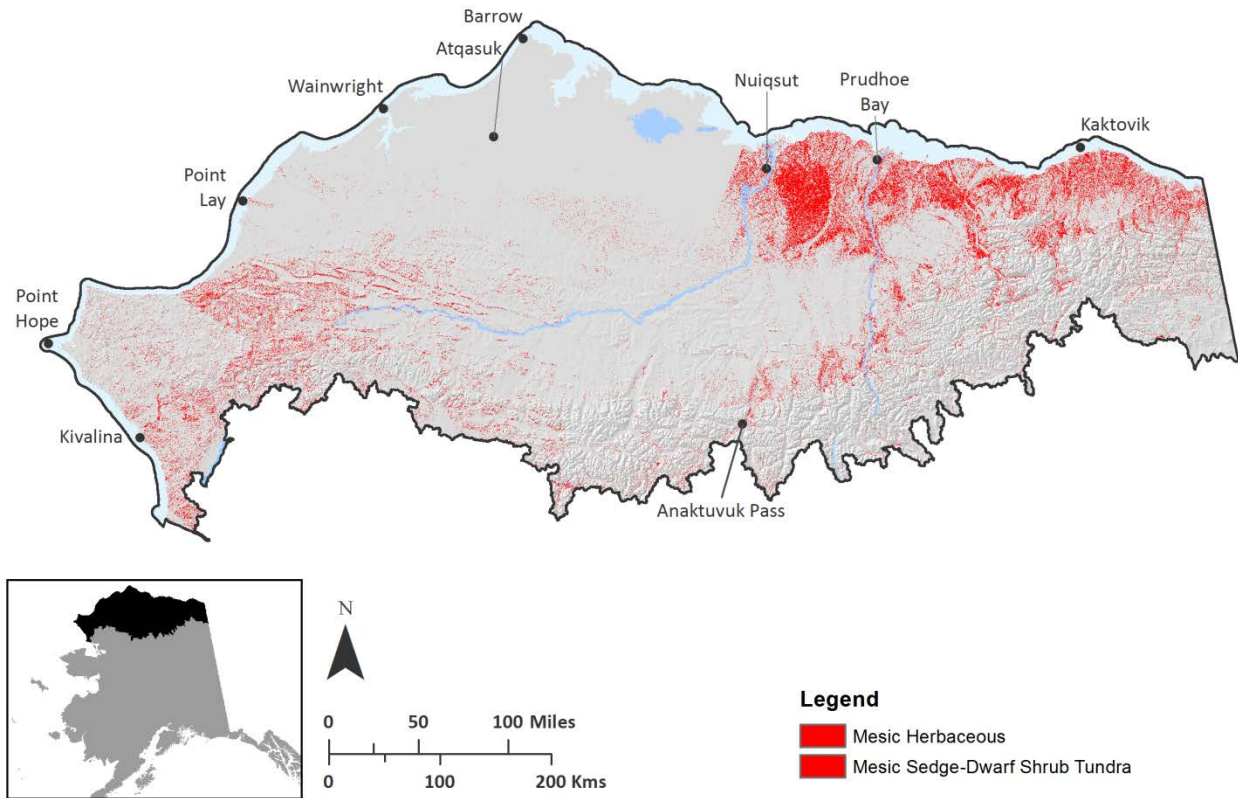 Barrow
Atqasuk
Wainwright
Nuiqsut
Prudhoe
Bay
Kaktovik
Point
Lay
Point
Hope
Kivalina
Anaktuvuk Pass
N
0 50 100 Miles
0 100 200 Kms
Legend
Mesic Herbaceous
Mesic Sedge-Dwarf Shrub Tundra